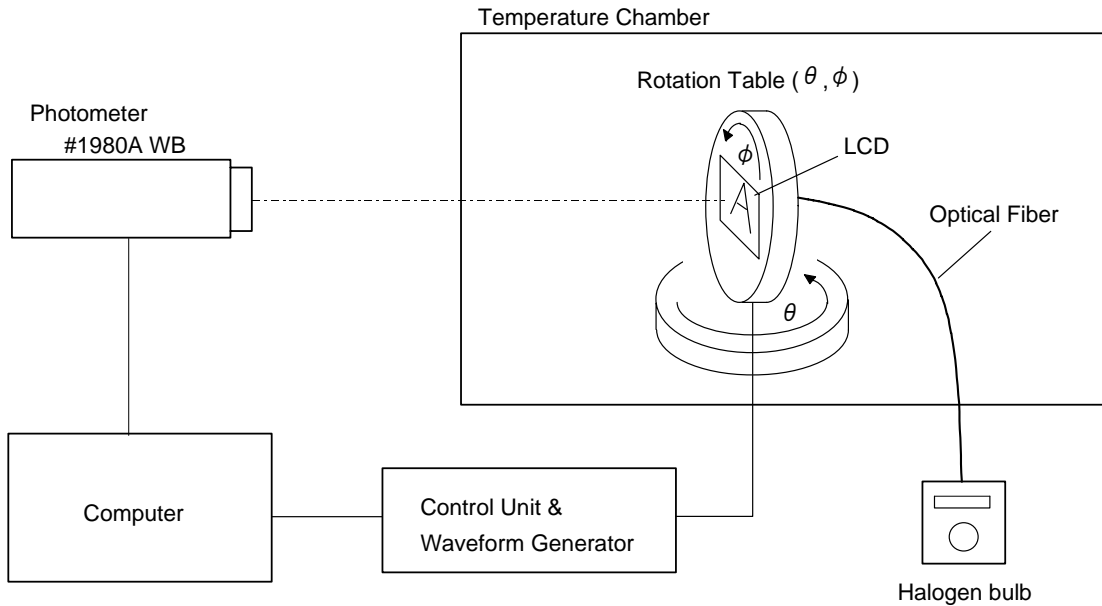 Temperature Chamber
Rotation Table ( θ , ϕ )
Photometer
#1980A WB
ϕ
LCD
A
Optical Fiber
θ
Computer
Control Unit &
Waveform Generator
Halogen bulb